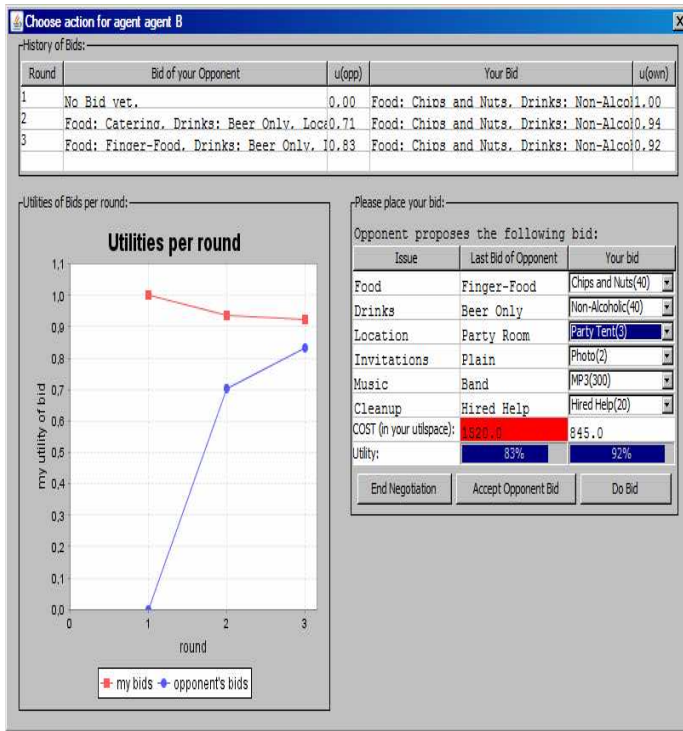 Choose action for agent agent B
History of Bids:
Round Bid of your Opponent u(opp) Your Bid u(own)
1 No Bid yet. 0,00 Food: Chips and Nuts, Drinks: Non-Alcoh 1,00
2 Food: Catering, Drinks: Beer Only, Loca 0,71 Food: Chips and Nuts, Drinks: Non-Alcoh 0,94
3 Food: Finger-Food, Drinks: Beer Only, 0,83 Food: Chips and Nuts, Drinks: Non-Alcoh 0,92
Utilities of Bids per round:
Utilities per round
my utility of bid
1,1
1,0
0,9
0,8
0,7
0,6
0,5
0,4
0,3
0,2
0,1
0,0
0 1 2 3
round
my bids opponent's bids
Please place your bid:
Opponent proposes the following bid:
Issue Last Bid of Opponent Your bid
Food Finger-Food Chips and Nuts(40)
Drinks Beer Only Non-Alcoholic(40)
Location Party Room Party Tent(3)
Invitations Plain Photo(2)
Music Band MP3(300)
Cleanup Hired Help Hired Help(20)
COST (in your utilspace): 1820.0 845.0
Utility: 83% 92%
End Negotiation Accept Opponent Bid Do Bid